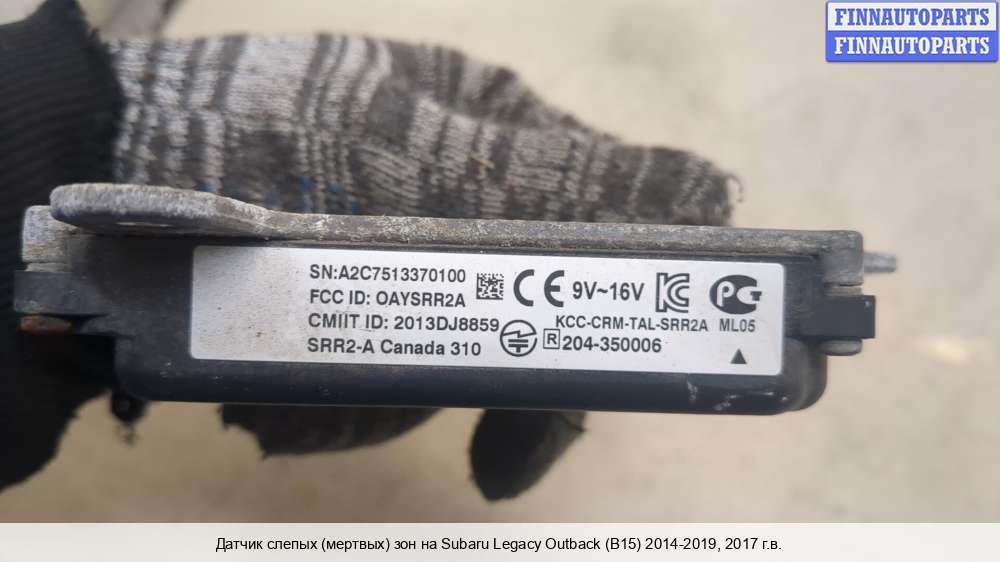 FINNAUTOPARTS
FINNAUTOPARTS
SN:A2C7513370100
FCC ID: OAYSRR2A
CMIIT ID: 2013DJ8859
SRR2-A Canada 310
CE 9V~16V
KCC-CRM-TAL-SRR2A ML05
R 204-350006
Датчик слепых (мертвых) зон на Subaru Legacy Outback (B15) 2014-2019, 2017 г.в.